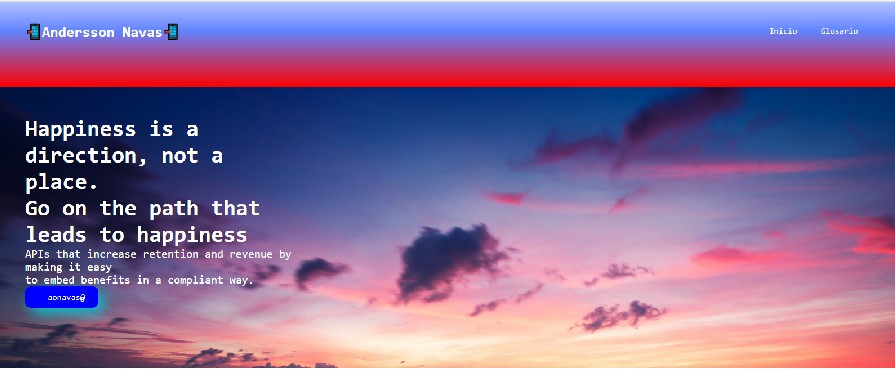 📲Andersson Navas📲
Inicio Glosario
Happiness is a
direction, not a
place.
Go on the path that
leads to happiness
APIs that increase retention and revenue by
making it easy
to embed benefits in a compliant way.
aonavas@